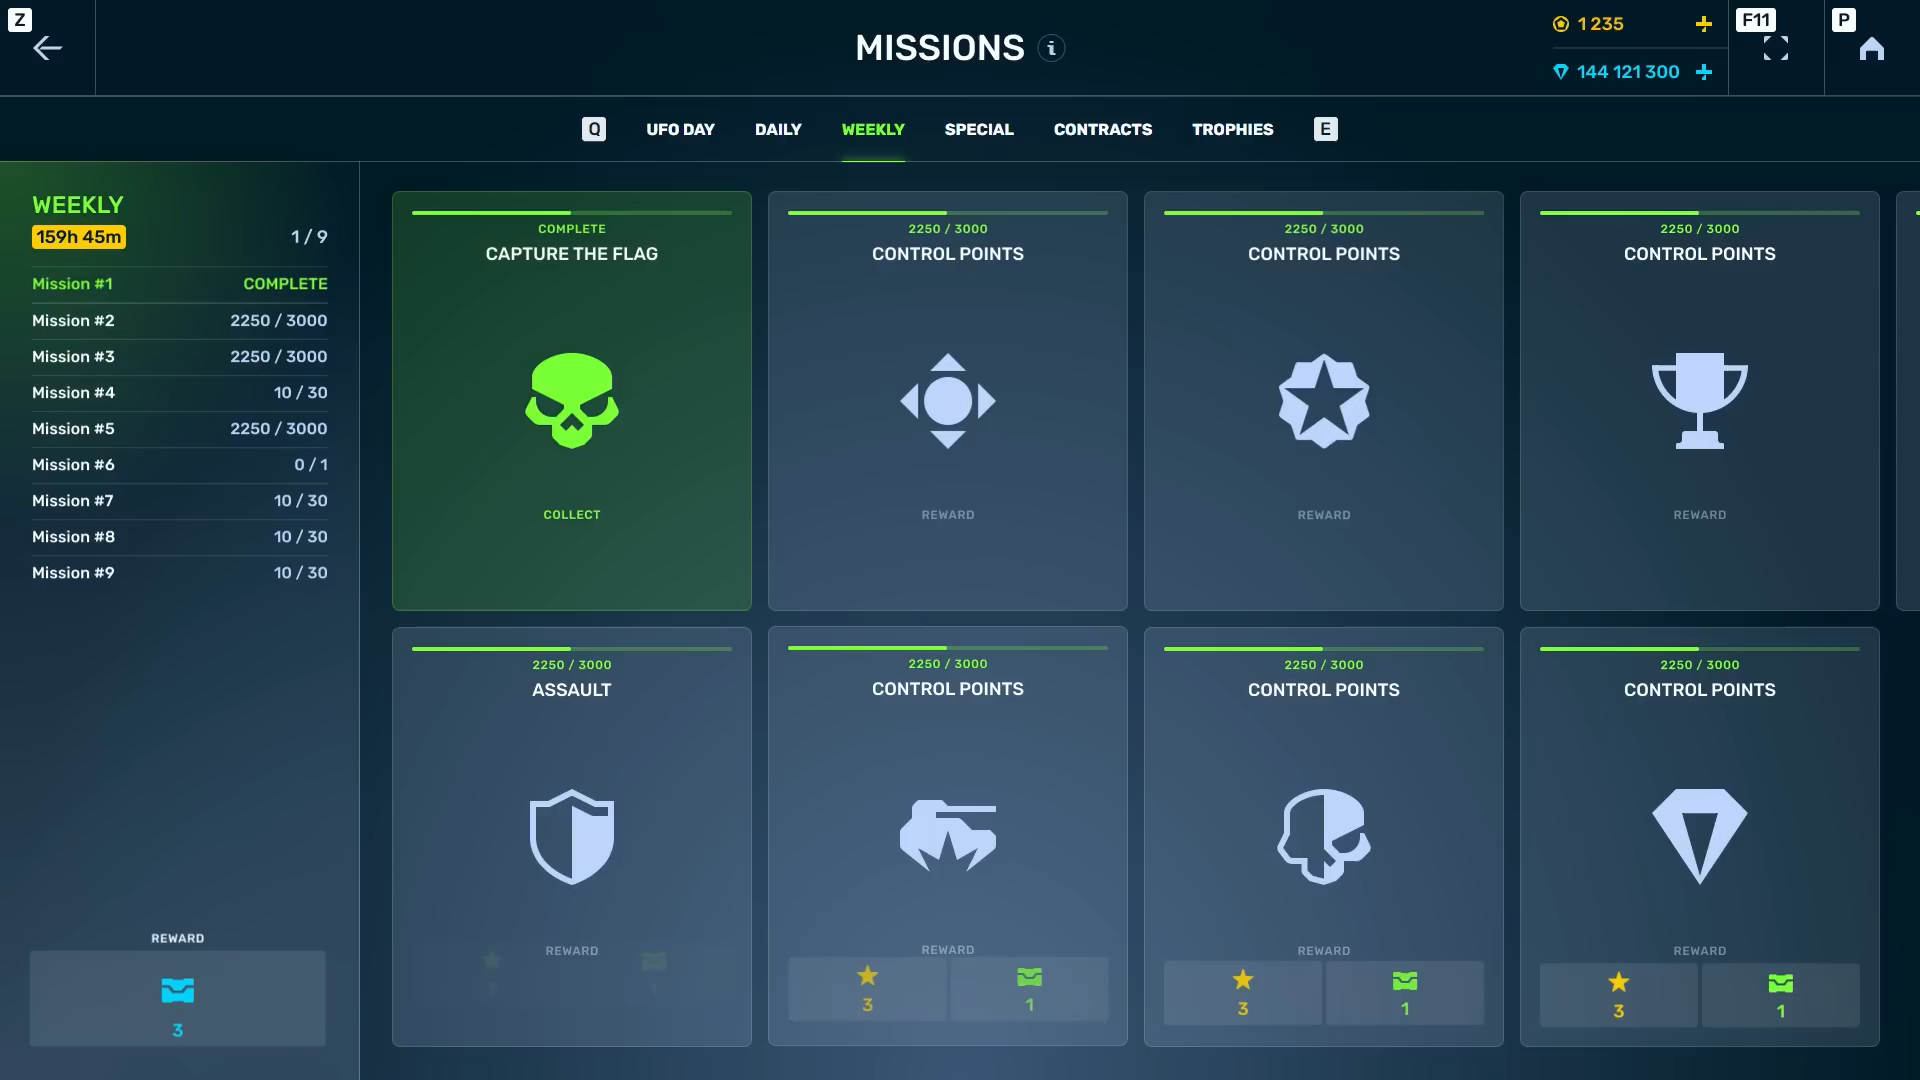 Z
MISSIONS i
1 235
F11
P
144 121 300
Q UFO DAY DAILY WEEKLY SPECIAL CONTRACTS TROPHIES E
WEEKLY
159h 45m 1 / 9
Mission #1 COMPLETE
Mission #2 2250 / 3000
Mission #3 2250 / 3000
Mission #4 10 / 30
Mission #5 2250 / 3000
Mission #6 0 / 1
Mission #7 10 / 30
Mission #8 10 / 30
Mission #9 10 / 30
REWARD
3
COMPLETE
CAPTURE THE FLAG
COLLECT
2250 / 3000
CONTROL POINTS
REWARD
2250 / 3000
CONTROL POINTS
REWARD
2250 / 3000
CONTROL POINTS
REWARD
2250 / 3000
ASSAULT
REWARD
3 1
2250 / 3000
CONTROL POINTS
REWARD
3 1
2250 / 3000
CONTROL POINTS
REWARD
3 1
2250 / 3000
CONTROL POINTS
REWARD
3 1